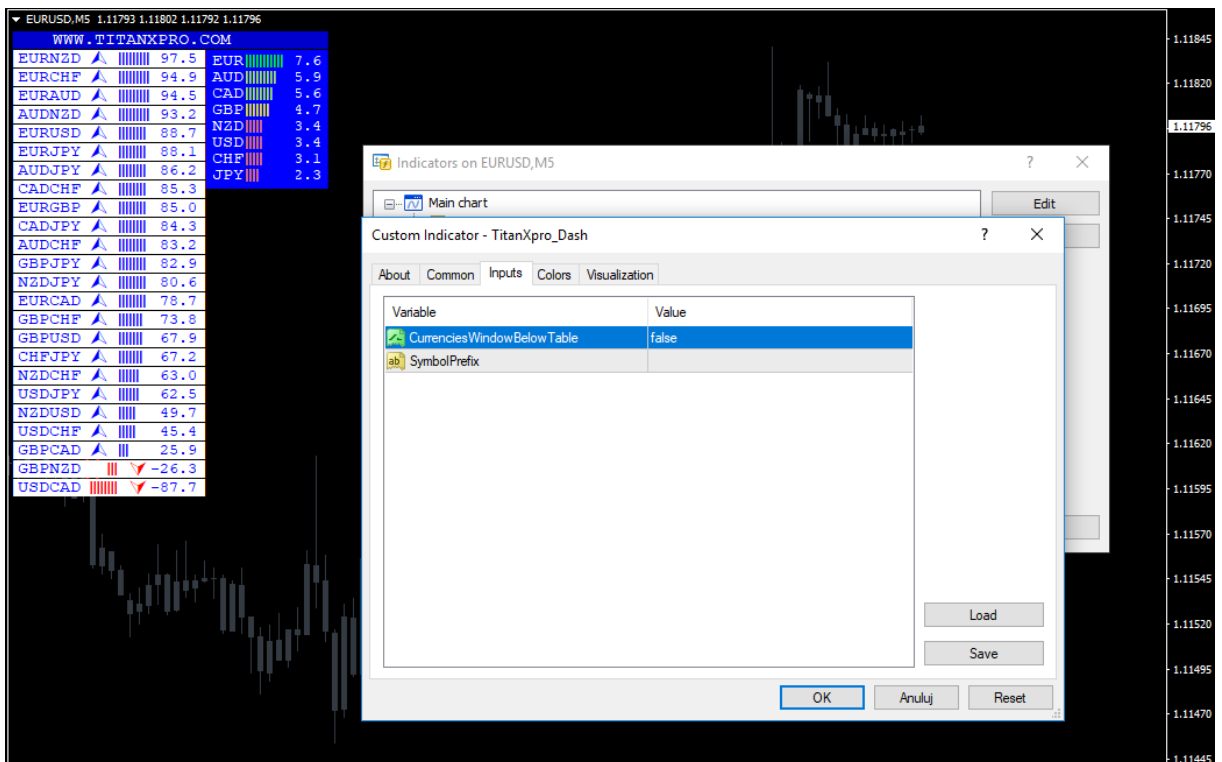 EURUSD,M5 1.11793 1.11802 1.11792 1.11796
WWW.TITANXPRO.COM
EURNZD 97.5
EURCHF 94.9
EURAUD 94.5
AUDNZD 93.2
EURUSD 88.7
EURJPY 88.1
AUDJPY 86.2
CADCHF 85.3
EURGBP 85.0
CADJPY 84.3
AUDCHF 83.2
GBPJPY 82.9
NZDJPY 80.6
EURCAD 78.7
GBPCHF 73.8
GBPUSD 67.9
CHFJPY 67.2
NZDCHF 63.0
USDJPY 62.5
NZDUSD 49.7
USDCHF 45.4
GBPCAD 25.9
GBPNZD -26.3
USDCAD -87.7
EUR 7.6
AUD 5.9
CAD 5.6
GBP 4.7
NZD 3.4
USD 3.4
CHF 3.1
JPY 2.3
Indicators on EURUSD,M5 ?
Main chart
Edit
Custom Indicator - TitanXpro_Dash ?
About Common Inputs Colors Visualization
Variable Value
CurrenciesWindowBelowTable false
ab SymbolPrefix
Load
Save
OK Anuluj Reset
1.11845
1.11820
1.11796
1.11770
1.11745
1.11720
1.11695
1.11670
1.11645
1.11620
1.11595
1.11570
1.11545
1.11520
1.11495
1.11470
1.11445